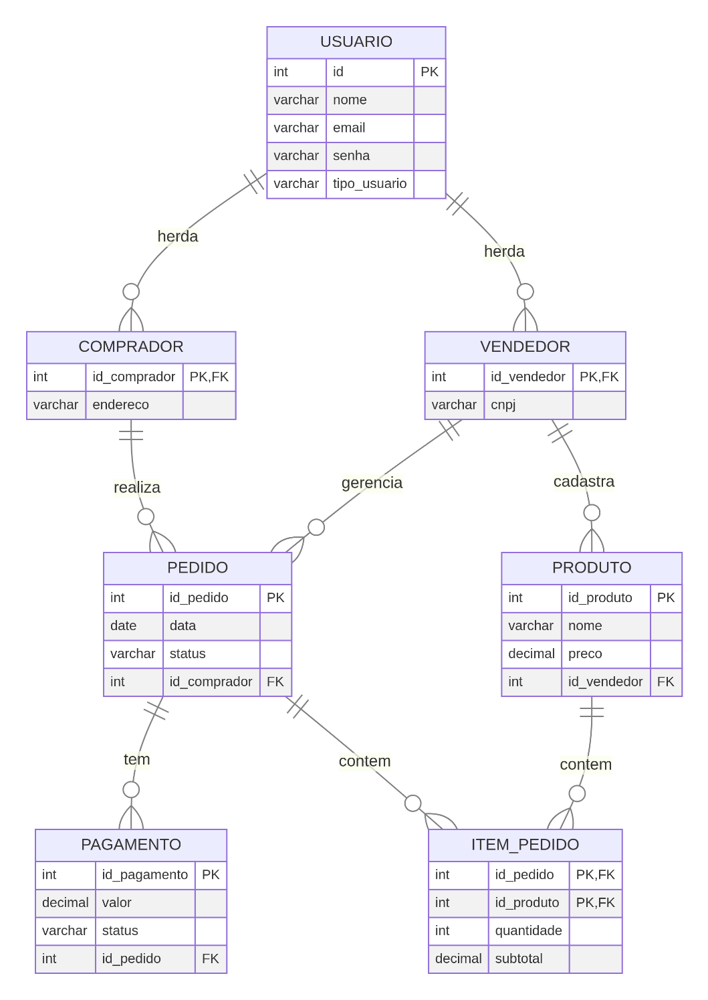 USUARIO
int id PK
varchar nome
varchar email
varchar senha
varchar tipo_usuario
herda
herda
COMPRADOR
int id_comprador PK,FK
varchar endereco
VENDEDOR
int id_vendedor PK,FK
varchar cnpj
realiza
gerencia
cadastra
PEDIDO
int id_pedido PK
date data
varchar status
int id_comprador FK
PRODUTO
int id_produto PK
varchar nome
decimal preco
int id_vendedor FK
tem
contem
contem
PAGAMENTO
int id_pagamento PK
decimal valor
varchar status
int id_pedido FK
ITEM_PEDIDO
int id_pedido PK,FK
int id_produto PK,FK
int quantidade
decimal subtotal